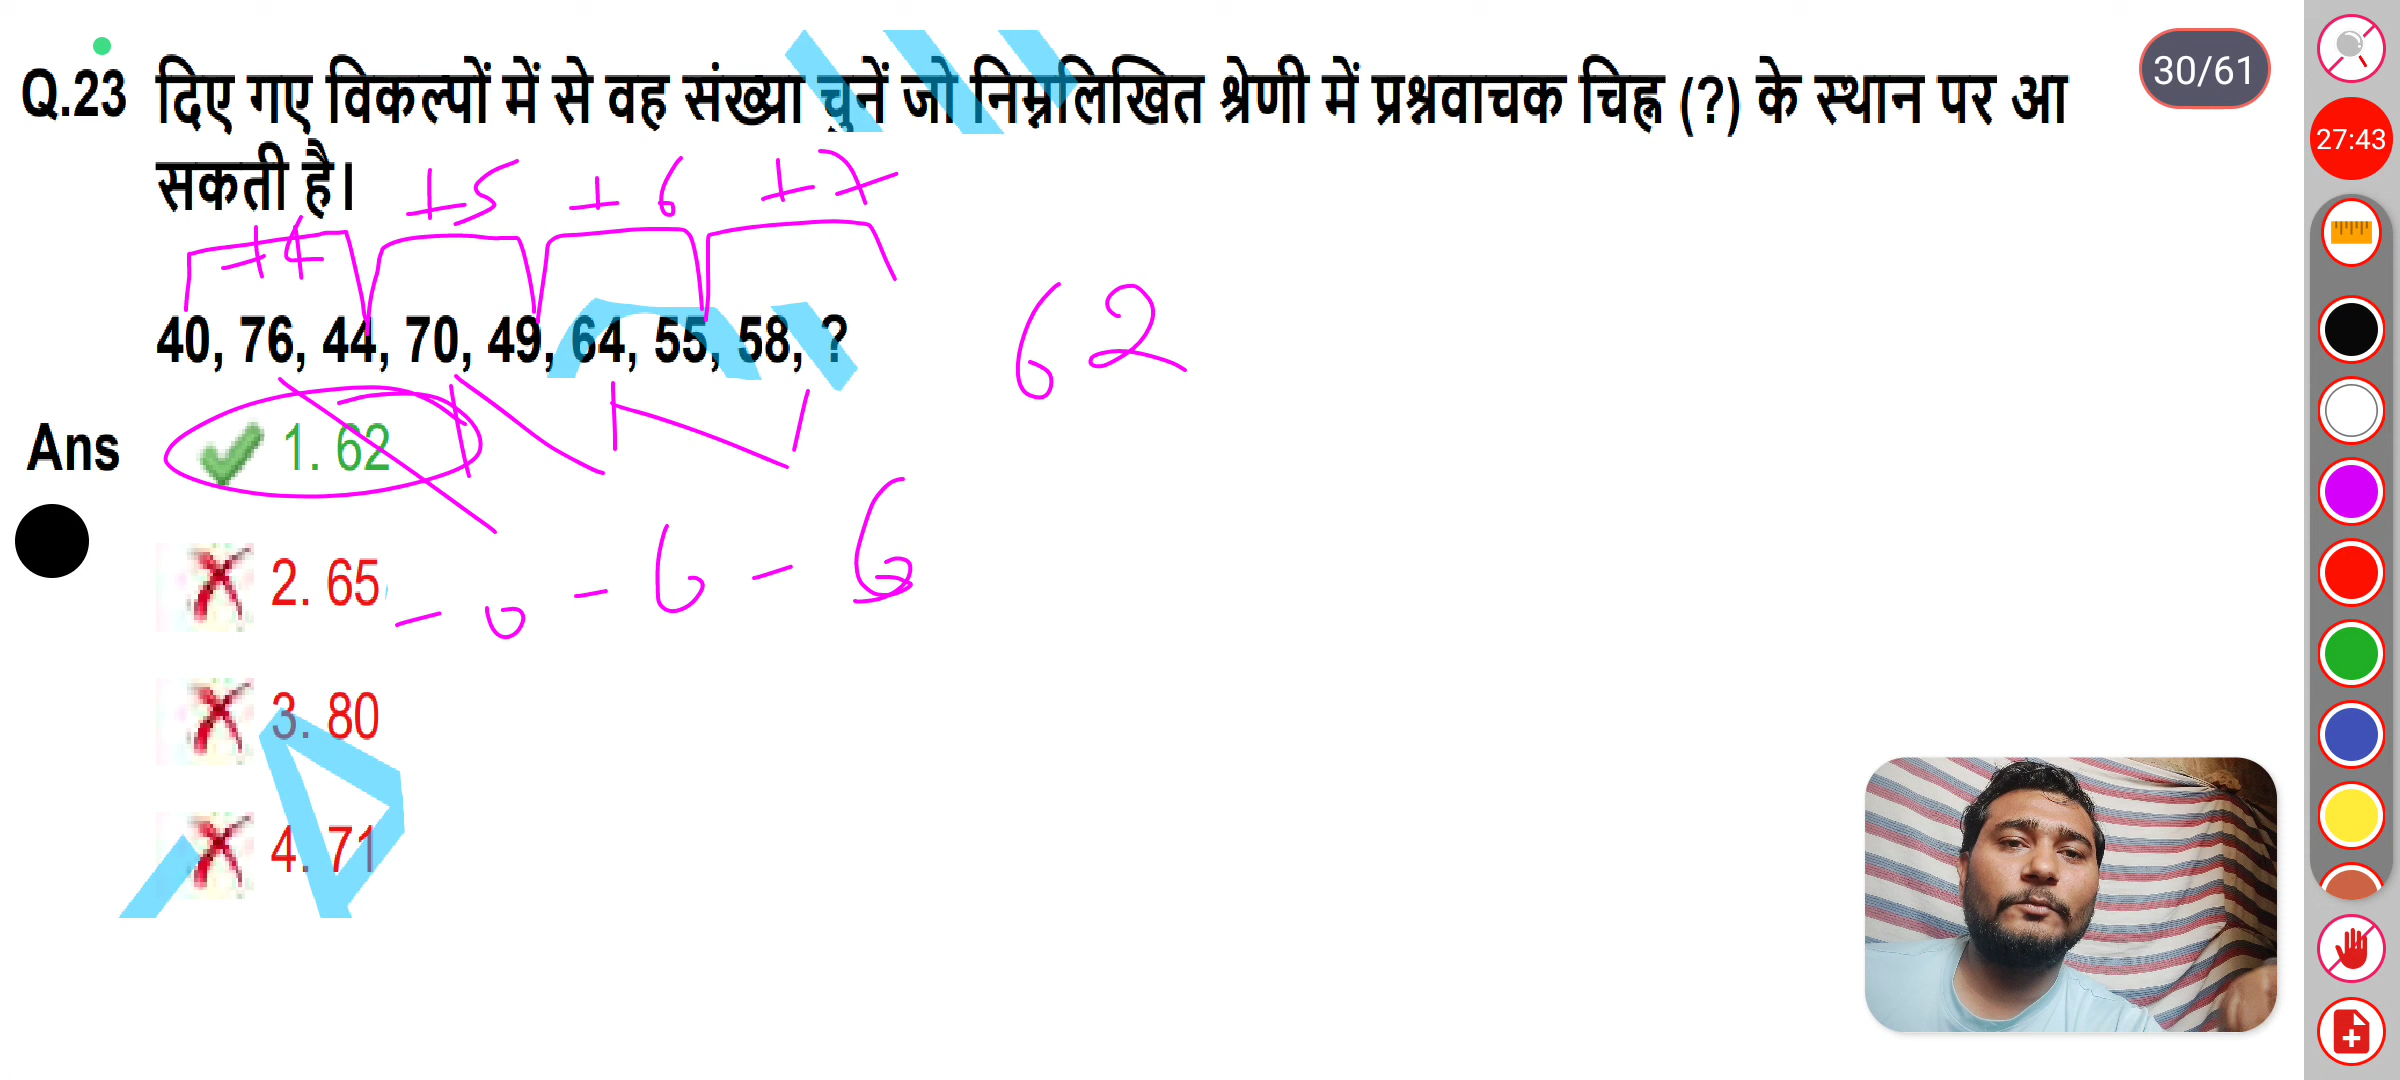 Q.23 दिए गए विकल्पों में से वह संख्या चुनें जो निम्नलिखित श्रेणी में प्रश्नवाचक चिह्न (?) के स्थान पर आ
सकती है।
30/61
27:43
+4 +5 +6 +7
40, 76, 44, 70, 49, 64, 55, 58, ?
62
Ans 1. 62
2. 65
- 6 - 6
3. 80
4. 71